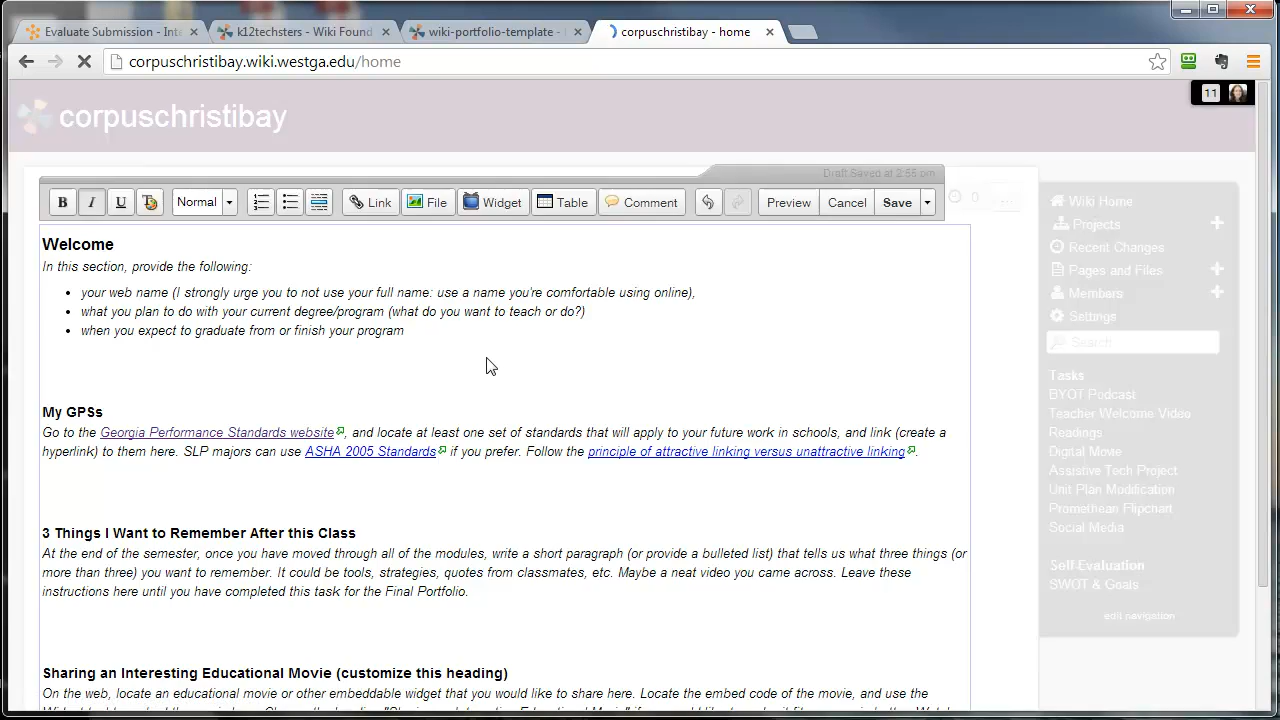 Evaluate Submission - Inte
k12techsters - Wiki Found
wiki-portfolio-template -
corpuschristibay - home
corpuschristibay.wiki.westga.edu/home
11
corpuschristibay
Draft Saved at 2:55 pm
B I U T Normal Link File Widget Table Comment Preview Cancel Save
0
Welcome
In this section, provide the following:
your web name (I strongly urge you to not use your full name: use a name you're comfortable using online),
what you plan to do with your current degree/program (what do you want to teach or do?)
when you expect to graduate from or finish your program
My GPSs
Go to the Georgia Performance Standards website, and locate at least one set of standards that will apply to your future work in schools, and link (create a
hyperlink) to them here. SLP majors can use ASHA 2005 Standards if you prefer. Follow the principle of attractive linking versus unattractive linking.
3 Things I Want to Remember After this Class
At the end of the semester, once you have moved through all of the modules, write a short paragraph (or provide a bulleted list) that tells us what three things (or
more than three) you want to remember. It could be tools, strategies, quotes from classmates, etc. Maybe a neat video you came across. Leave these
instructions here until you have completed this task for the Final Portfolio.
Sharing an Interesting Educational Movie (customize this heading)
On the web, locate an educational movie or other embeddable widget that you would like to share here. Locate the embed code of the movie, and use the
Wiki Home
Projects
Recent Changes
Pages and Files
Members
Settings
Search
Tasks
BYOT Podcast
Teacher Welcome Video
Readings
Digital Movie
Assistive Tech Project
Unit Plan Modification
Promethean Flipchart
Social Media
Self-Evaluation
SWOT & Goals
edit navigation